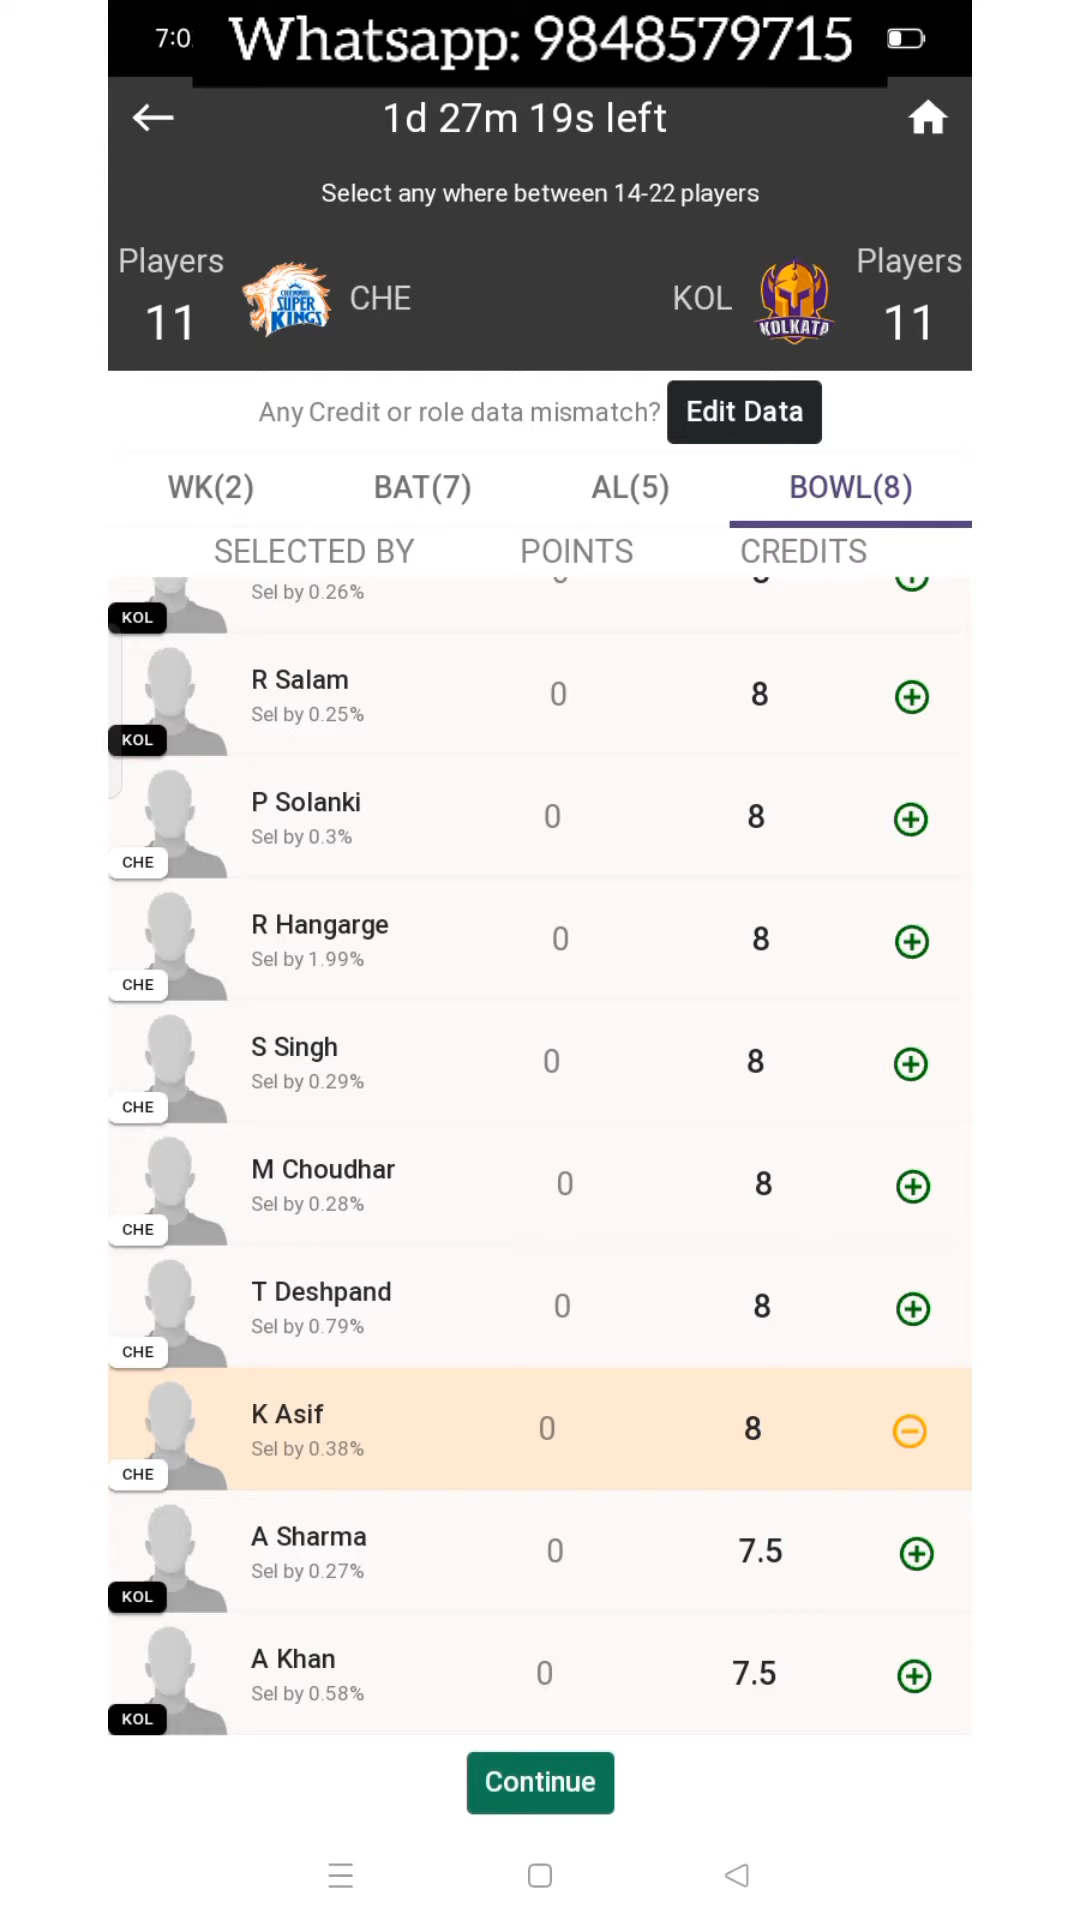 7:0
Whatsapp: 9848579715
1d 27m 19s left
Select any where between 14-22 players
Players
11
CHENNAI SUPER KINGS
CHE
KOL
KOLKATA
Players
11
Any Credit or role data mismatch? Edit Data
WK(2) BAT(7) AL(5) BOWL(8)
SELECTED BY POINTS CREDITS
Sel by 0.26%
KOL
R Salam 0 8
Sel by 0.25%
KOL
P Solanki 0 8
Sel by 0.3%
CHE
R Hangarge 0 8
Sel by 1.99%
CHE
S Singh 0 8
Sel by 0.29%
CHE
M Choudhar 0 8
Sel by 0.28%
CHE
T Deshpand 0 8
Sel by 0.79%
CHE
K Asif 0 8
Sel by 0.38%
CHE
A Sharma 0 7.5
Sel by 0.27%
KOL
A Khan 0 7.5
Sel by 0.58%
KOL
Continue